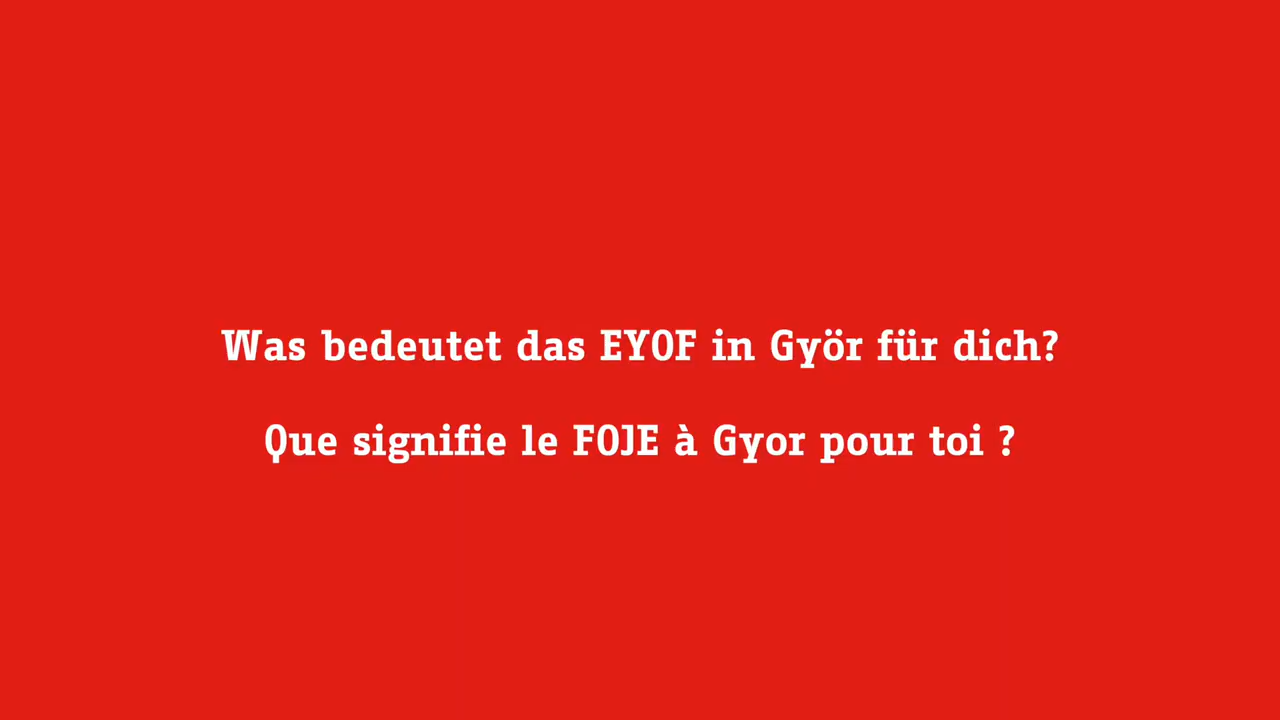 Was bedeutet das EYOF in Györ für dich?
Que signifie le FOJE à Gyor pour toi ?